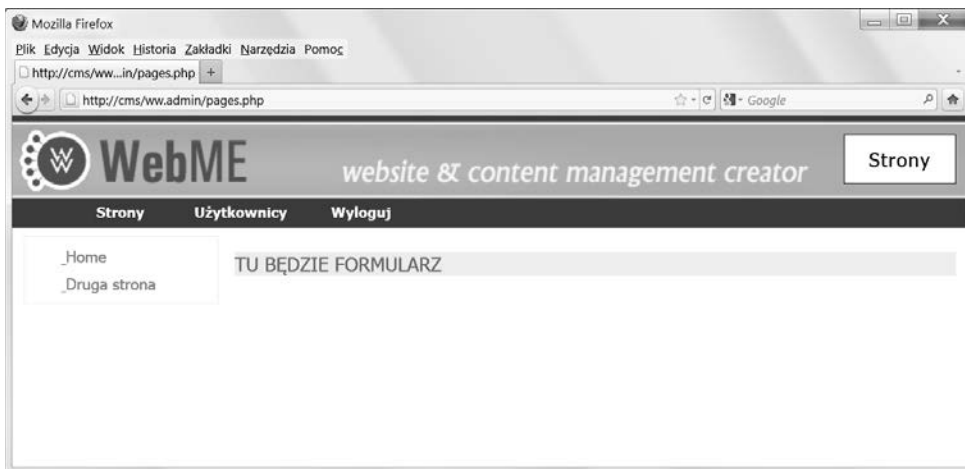 Mozilla Firefox
Plik Edycja Widok Historia Zakładki Narzędzia Pomoc
http://cms/ww...in/pages.php +
http://cms/ww.admin/pages.php Google
W WebME website & content management creator Strony
Strony Użytkownicy Wyloguj
_Home
TU BĘDZIE FORMULARZ
_Druga strona